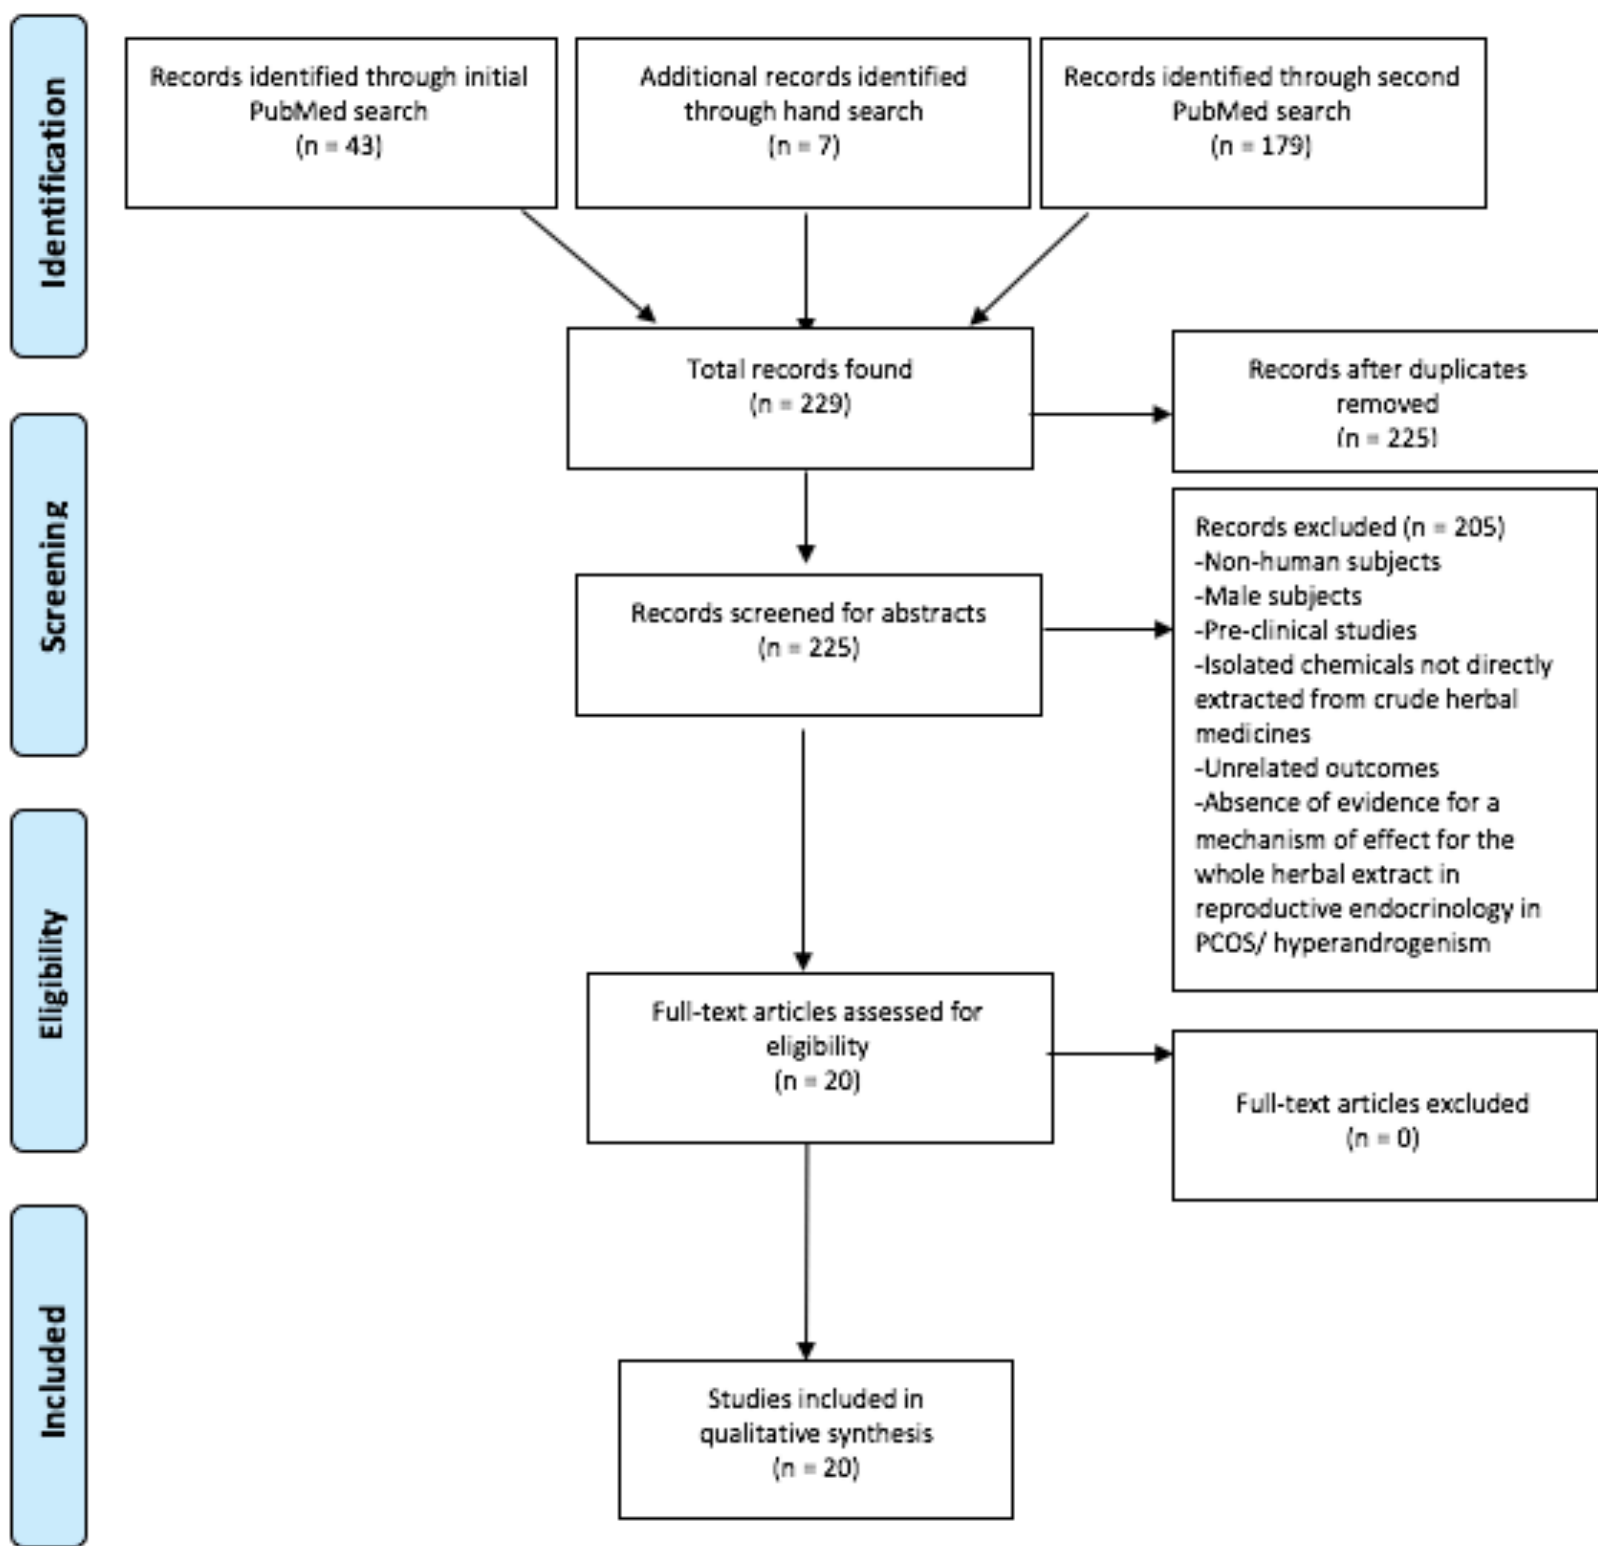 Identification
Records identified through initial
PubMed search
(n = 43)
Additional records identified
through hand search
(n = 7)
Records identified through second
PubMed search
(n = 179)
Total records found
(n = 229)
Records after duplicates
removed
(n = 225)
Screening
Records screened for abstracts
(n = 225)
Records excluded (n = 205)
-Non-human subjects
-Male subjects
-Pre-clinical studies
-Isolated chemicals not directly
extracted from crude herbal
medicines
-Unrelated outcomes
-Absence of evidence for a
mechanism of effect for the
whole herbal extract in
reproductive endocrinology in
PCOS/ hyperandrogenism
Eligibility
Full-text articles assessed for
eligibility
(n = 20)
Full-text articles excluded
(n = 0)
Included
Studies included in
qualitative synthesis
(n = 20)